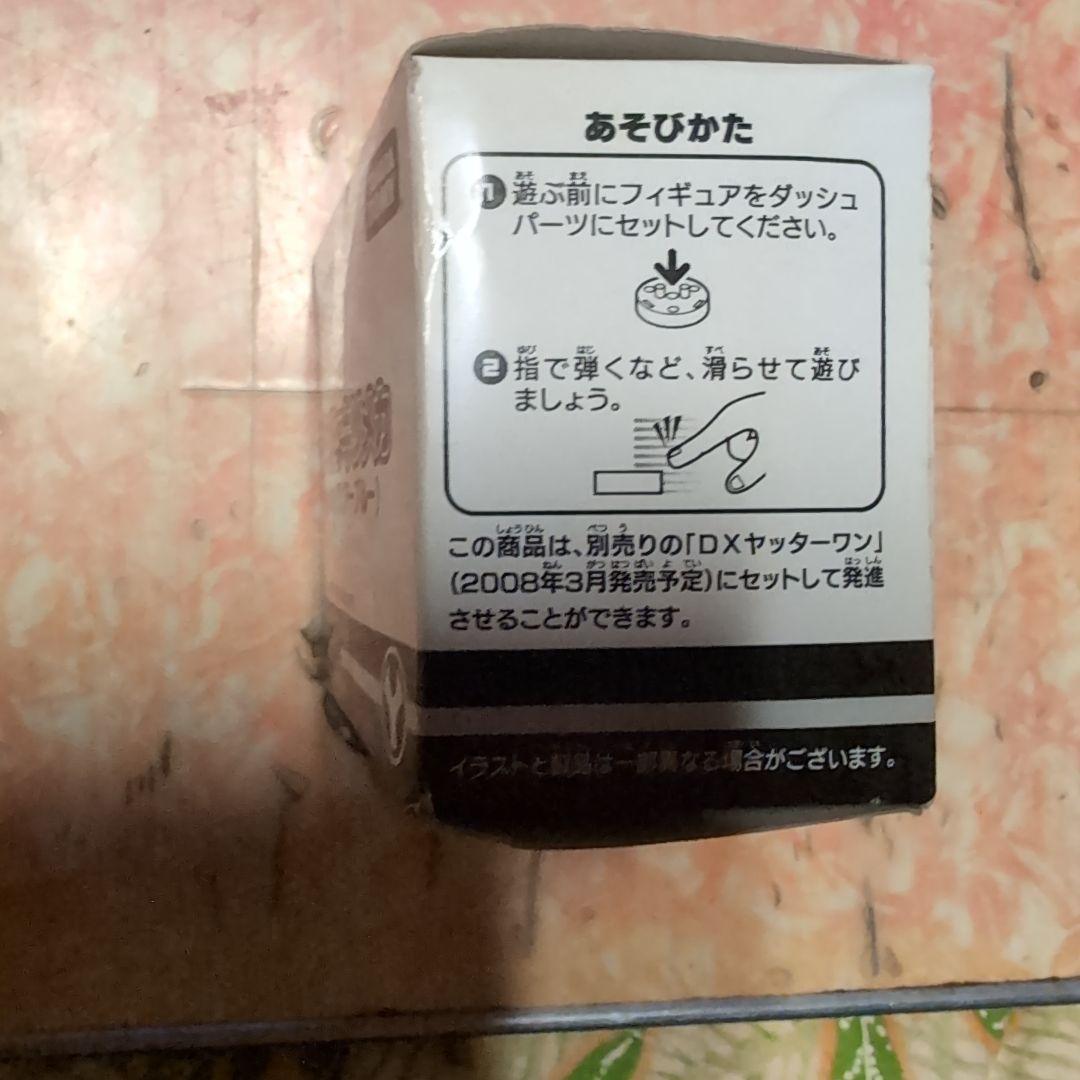 あそびかた
1 遊ぶ前にフィギュアをダッシュ
パーツにセットしてください。
2 指で弾くなど、滑らせて遊び
ましょう。
この商品は、別売りの「DXヤッターワン」
(2008年3月発売予定)にセットして発進
させることができます。
イラストと製品は一部異なる場合がございます。